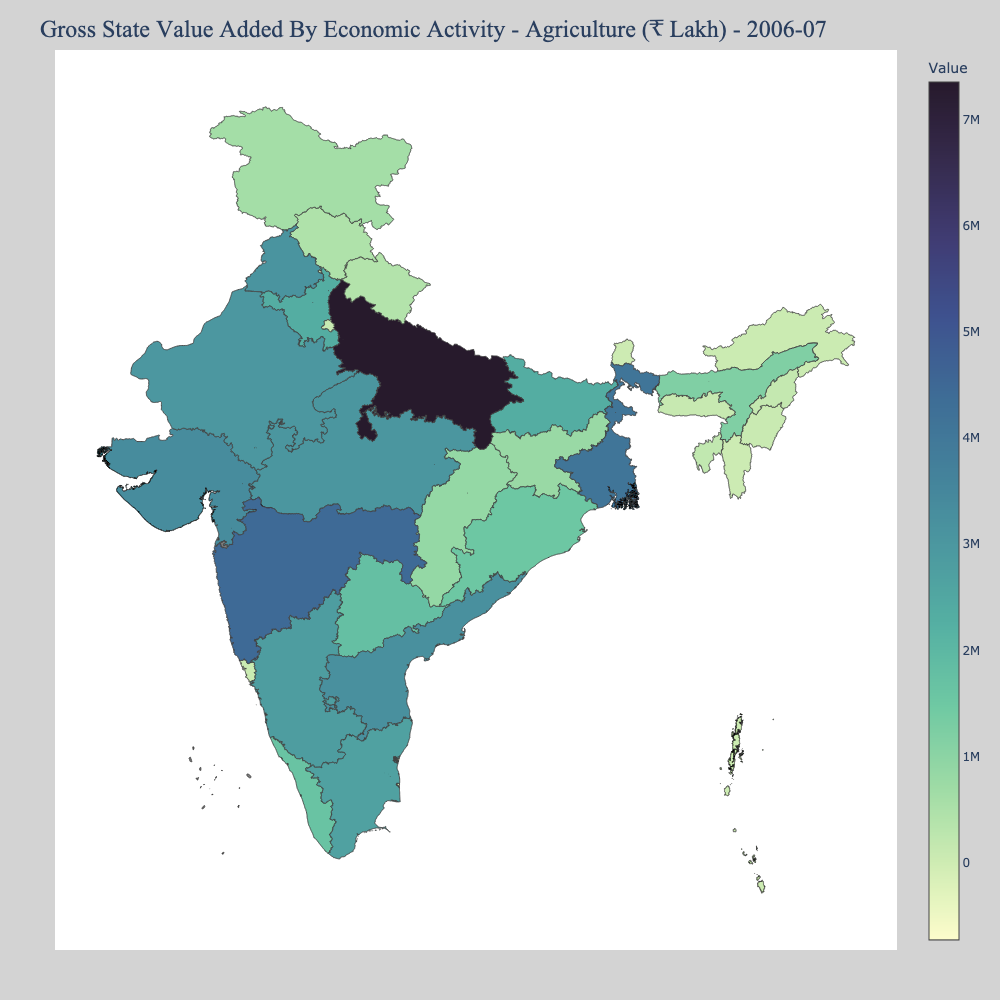 Gross State Value Added By Economic Activity - Agriculture (₹ Lakh) - 2006-07
Value
7M
6M
5M
4M
3M
2M
1M
0